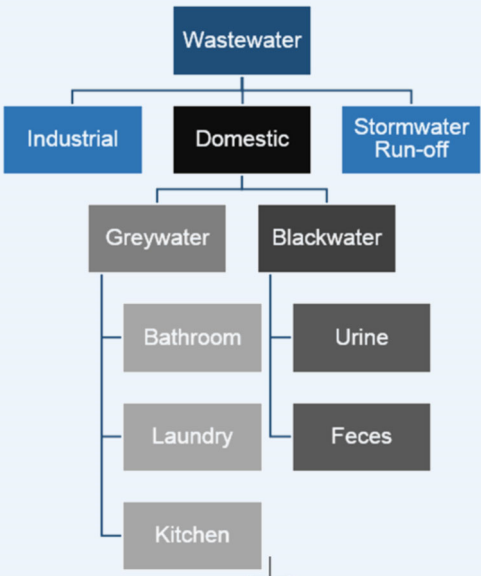 Wastewater
Industrial
Domestic
Stormwater
Run-off
Greywater
Blackwater
Bathroom
Urine
Laundry
Feces
Kitchen